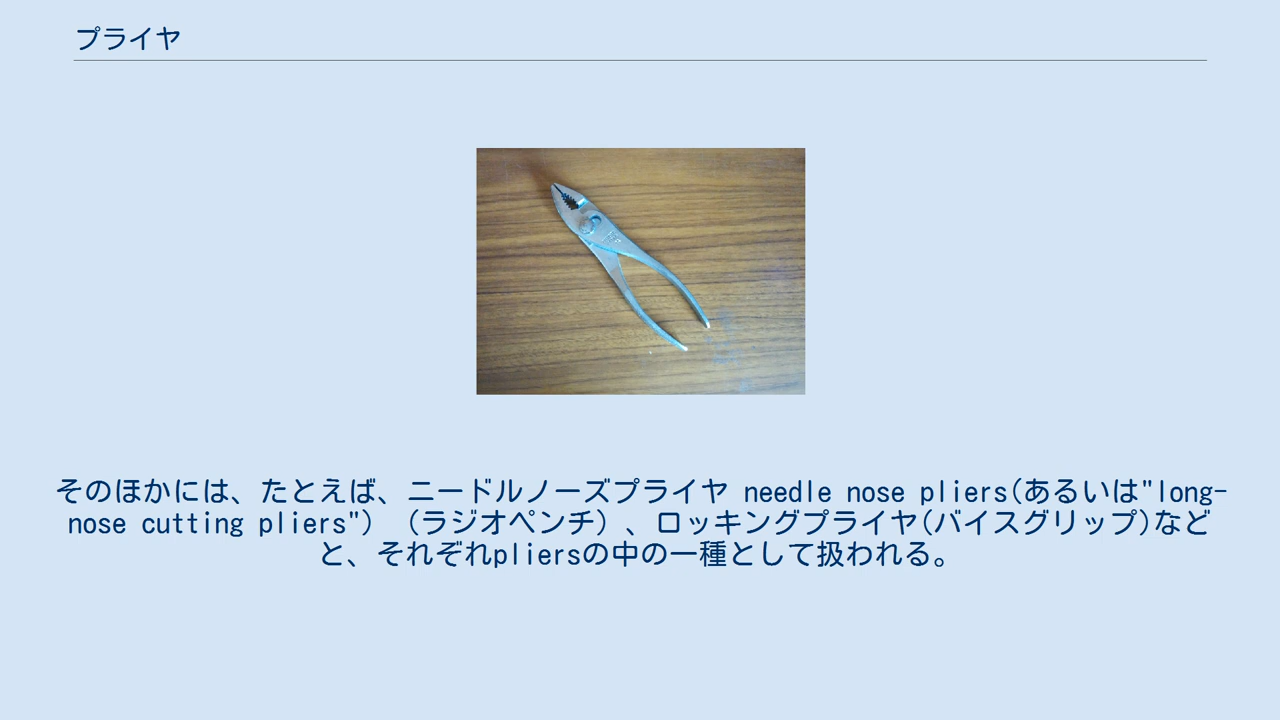 プライヤ
そのほかには、たとえば、ニードルノーズプライヤ needle nose pliers(あるいは"long-
nose cutting pliers") (ラジオペンチ) 、ロッキングプライヤ(バイスグリップ)など
と、それぞれpliersの中の一種として扱われる。